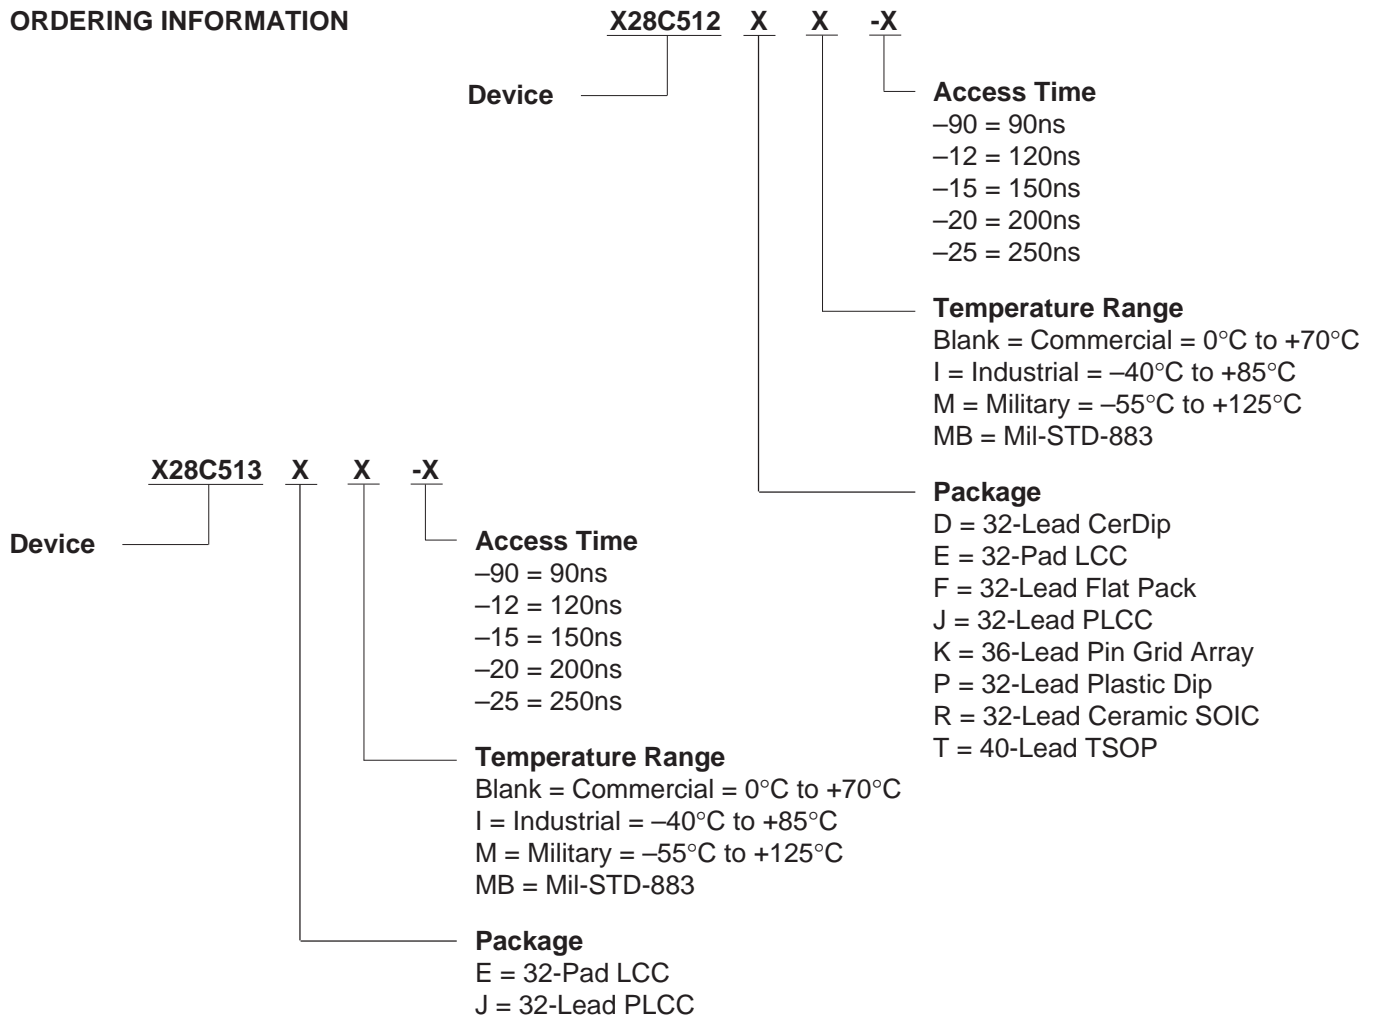 ORDERING INFORMATION
X28C512 X X -X
Device
Access Time
–90 = 90ns
–12 = 120ns
–15 = 150ns
–20 = 200ns
–25 = 250ns
Temperature Range
Blank = Commercial = 0°C to +70°C
I = Industrial = –40°C to +85°C
M = Military = –55°C to +125°C
MB = Mil-STD-883
Package
D = 32-Lead CerDip
E = 32-Pad LCC
F = 32-Lead Flat Pack
J = 32-Lead PLCC
K = 36-Lead Pin Grid Array
P = 32-Lead Plastic Dip
R = 32-Lead Ceramic SOIC
T = 40-Lead TSOP
X28C513 X X -X
Device
Access Time
–90 = 90ns
–12 = 120ns
–15 = 150ns
–20 = 200ns
–25 = 250ns
Temperature Range
Blank = Commercial = 0°C to +70°C
I = Industrial = –40°C to +85°C
M = Military = –55°C to +125°C
MB = Mil-STD-883
Package
E = 32-Pad LCC
J = 32-Lead PLCC